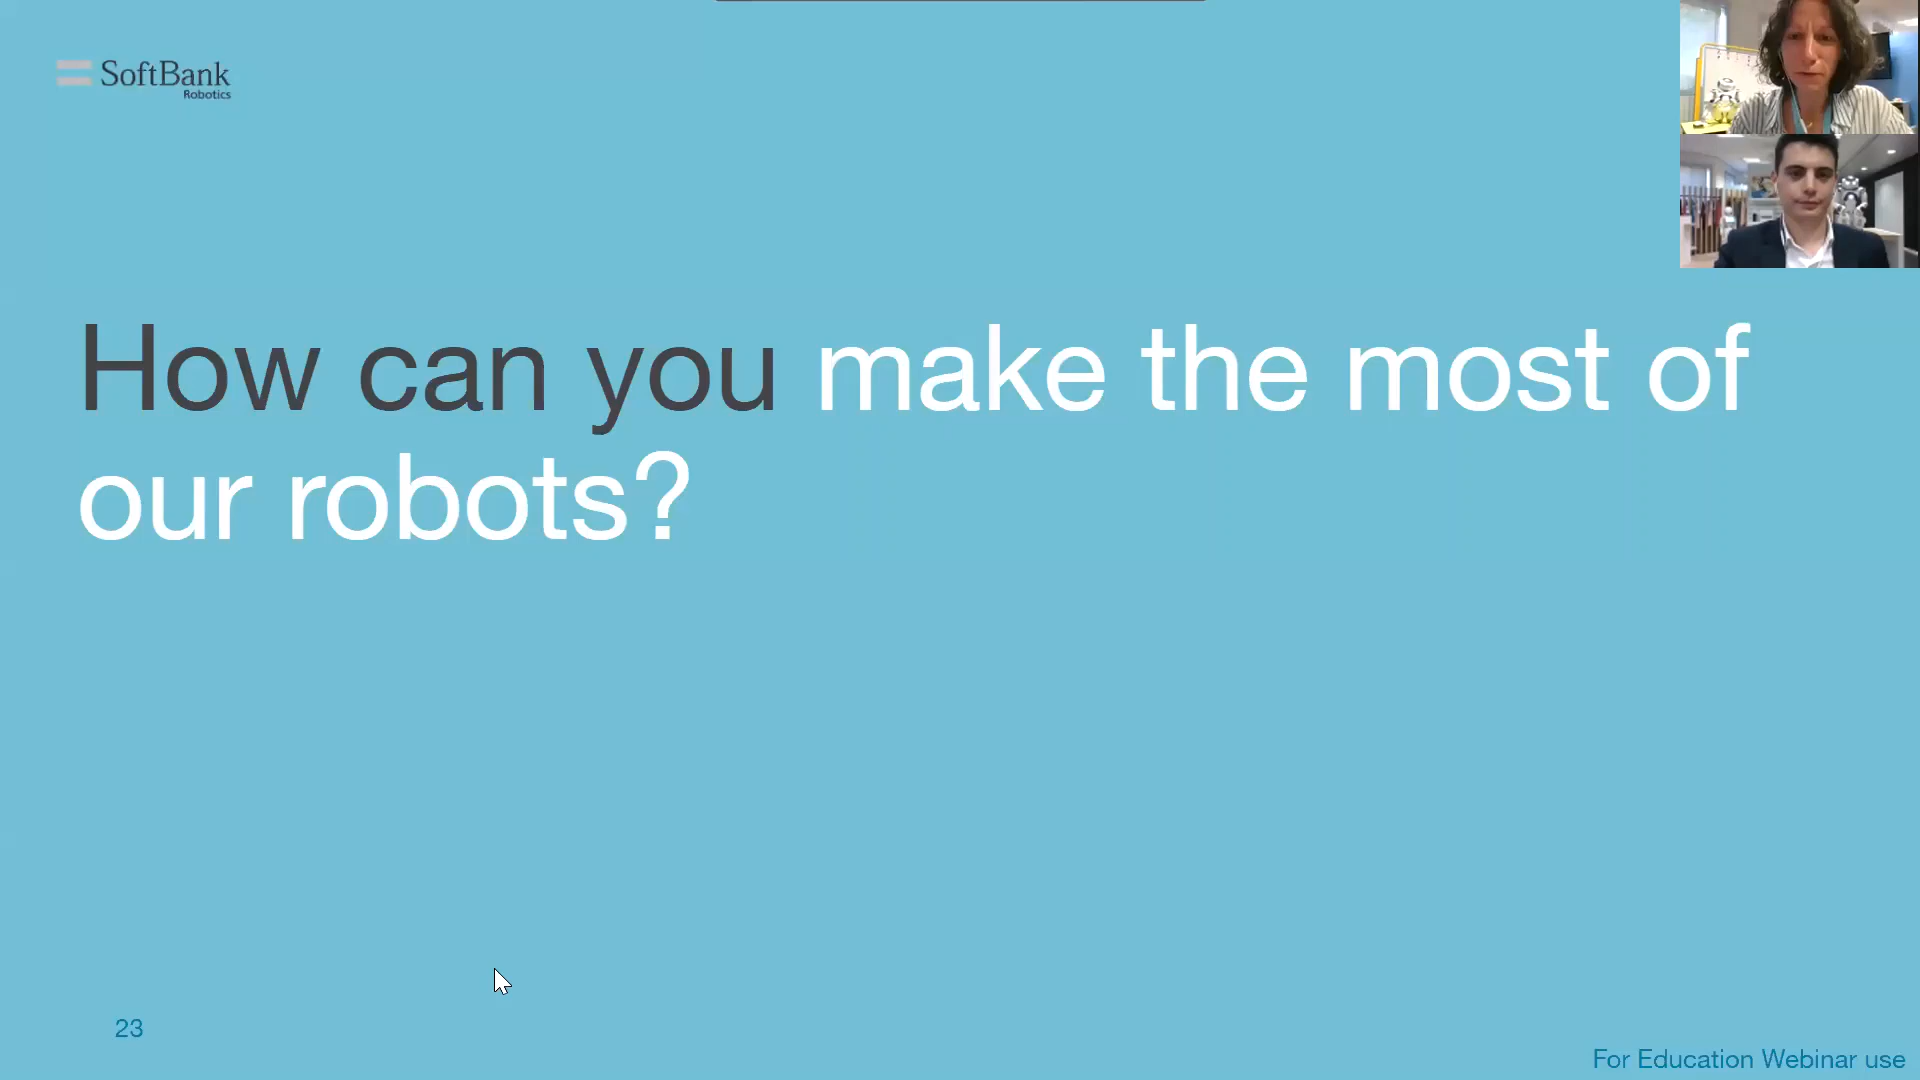 SoftBank
Robotics
How can you make the most of
our robots?
23
For Education Webinar use